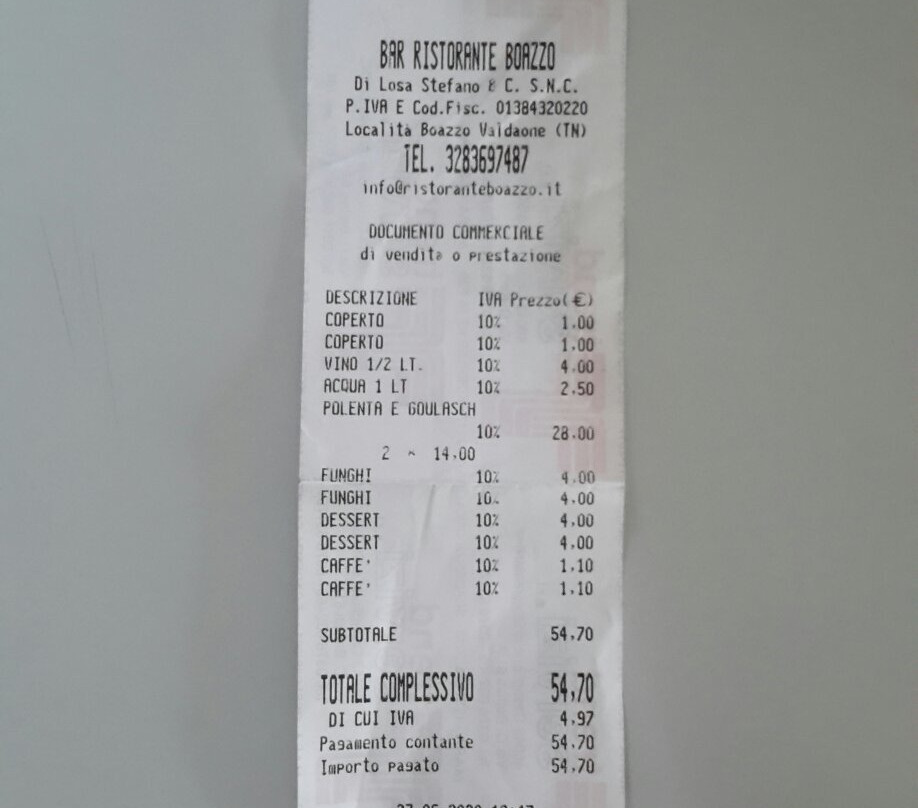 BAR RISTORANTE BOAZZO
Di Losa Stefano & C. S.N.C.
P.IVA E Cod.Fisc. 01384320220
Località Boazzo Valdaone (TN)
TEL. 3283697487
info@ristoranteboazzo.it
DOCUMENTO COMMERCIALE
di vendita o prestazione
DESCRIZIONE IVA Prezzo(€)
COPERTO 10% 1,00
COPERTO 10% 1,00
VINO 1/2 LT. 10% 4,00
ACQUA 1 LT 10% 2,50
POLENTA E GOULASCH
10% 28,00
2 ^ 14,00
FUNGHI 10% 4,00
FUNGHI 10% 4,00
DESSERT 10% 4,00
DESSERT 10% 4,00
CAFFE' 10% 1,10
CAFFE' 10% 1,10
SUBTOTALE 54,70
TOTALE COMPLESSIVO 54,70
DI CUI IVA 4,97
Pagamento contante 54,70
Importo pagato 54,70